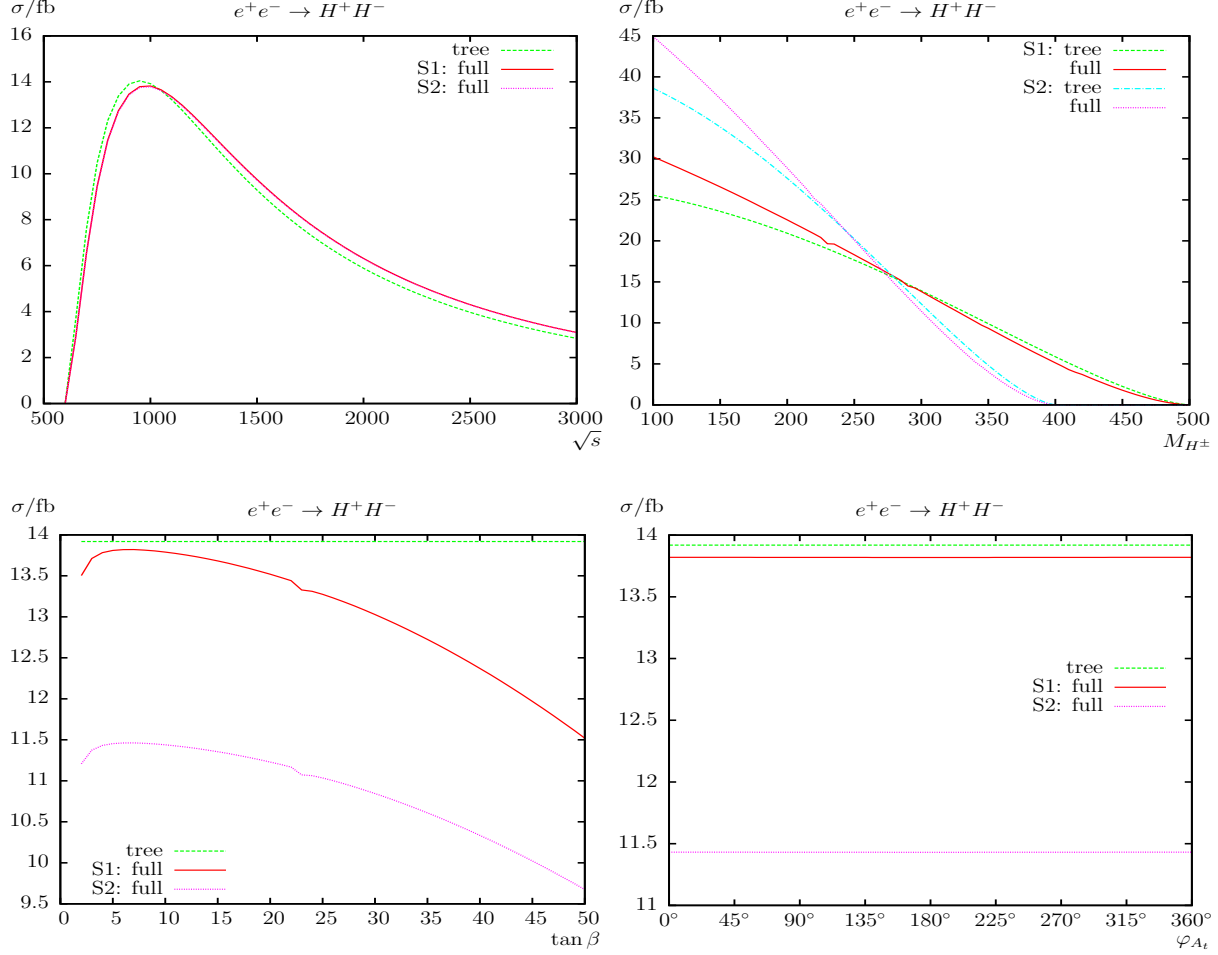 σ/fb
e⁺e⁻ → H⁺H⁻
16
14
12
10
8
6
4
2
0
500 1000 1500 2000 2500 3000
√s
tree
S1: full
S2: full
σ/fb
e⁺e⁻ → H⁺H⁻
45
40
35
30
25
20
15
10
5
0
100 150 200 250 300 350 400 450 500
M_{H^±}
S1: tree
full
S2: tree
full
σ/fb
e⁺e⁻ → H⁺H⁻
14
13.5
13
12.5
12
11.5
11
10.5
10
9.5
0 5 10 15 20 25 30 35 40 45 50
tan β
tree
S1: full
S2: full
σ/fb
e⁺e⁻ → H⁺H⁻
14
13.5
13
12.5
12
11.5
11
0° 45° 90° 135° 180° 225° 270° 315° 360°
φ_{A_t}
tree
S1: full
S2: full